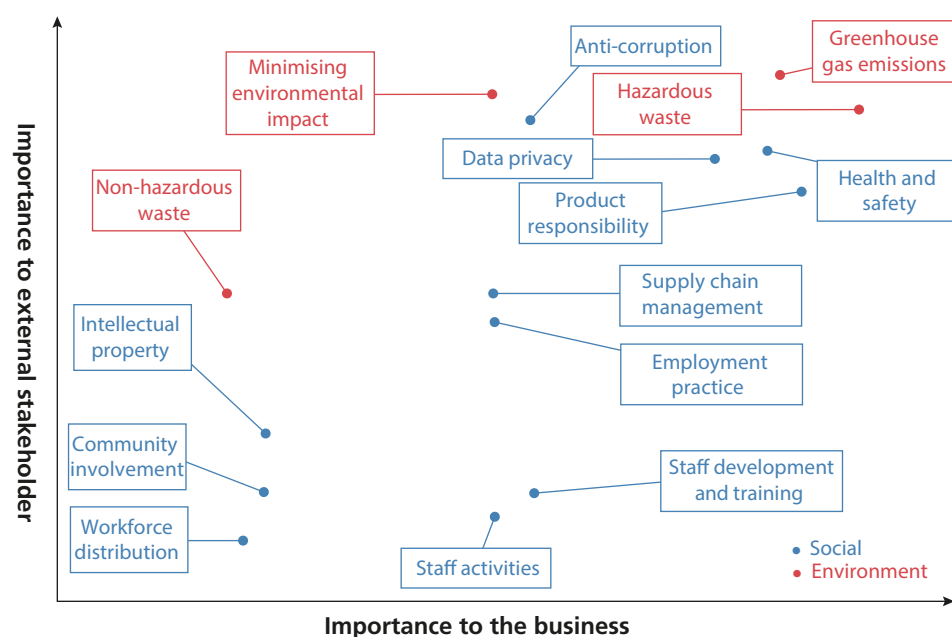 Greenhouse
gas emissions
Anti-corruption
Minimising
environmental
impact
Hazardous
waste
Data privacy
Health and
safety
Non-hazardous
waste
Product
responsibility
Supply chain
management
Intellectual
property
Employment
practice
Community
involvement
Staff development
and training
Workforce
distribution
Staff activities
Social
Environment
Importance to external stakeholder
Importance to the business